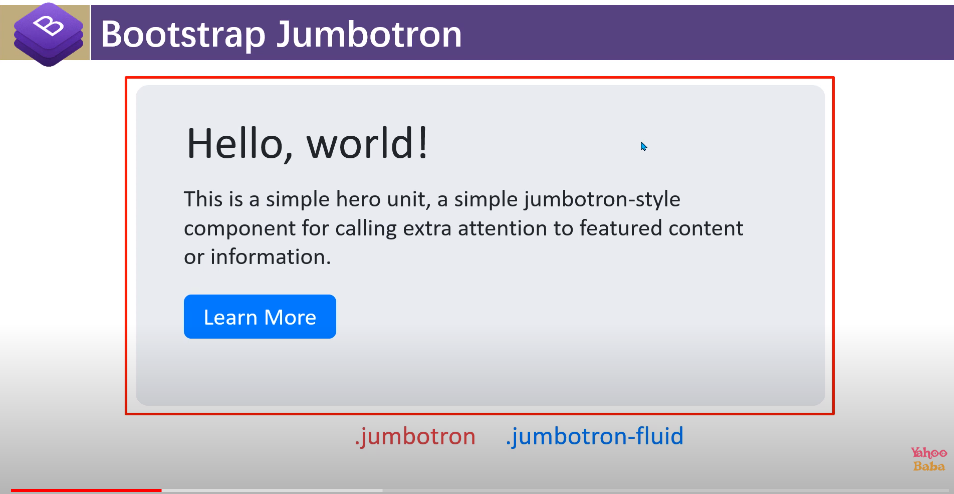 B
Bootstrap Jumbotron
Hello, world!
This is a simple hero unit, a simple jumbotron-style
component for calling extra attention to featured content
or information.
Learn More
.jumbotron .jumbotron-fluid
Yahoo
Baba